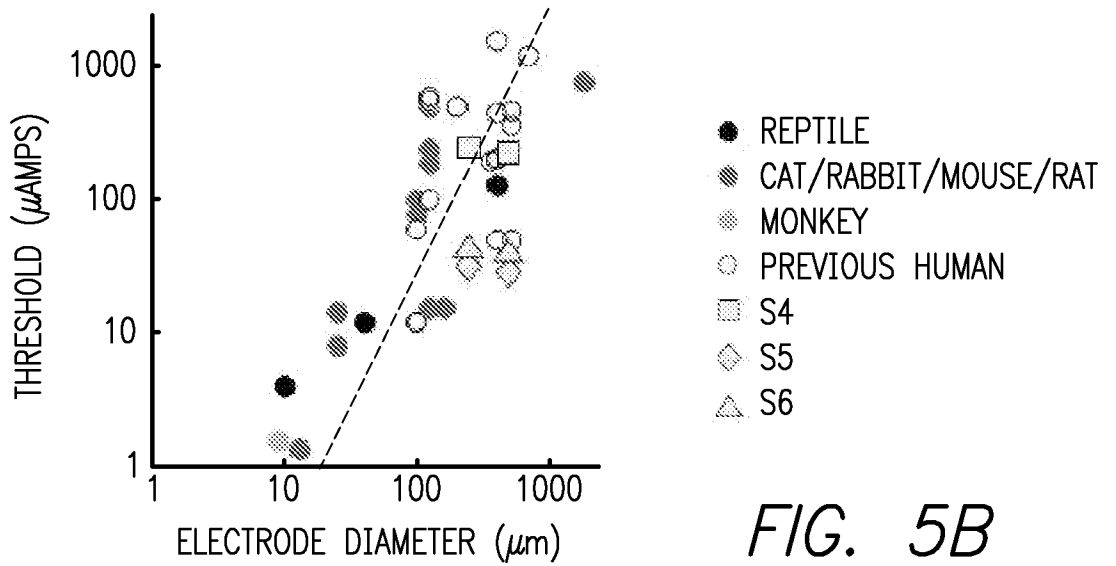 1000
100
10
1
THRESHOLD (μAMPS)
1 10 100 1000
ELECTRODE DIAMETER (μm)
REPTILE
CAT/RABBIT/MOUSE/RAT
MONKEY
PREVIOUS HUMAN
S4
S5
S6
FIG. 5B